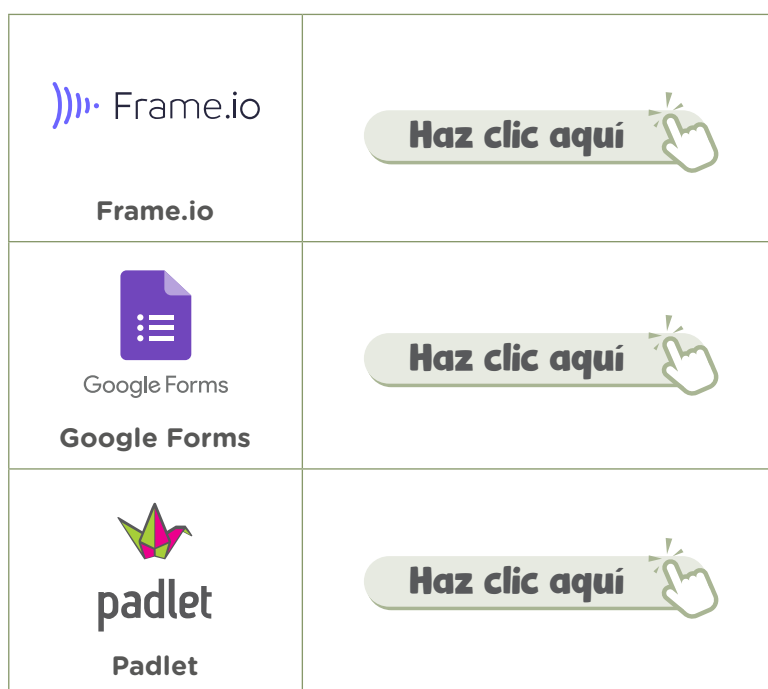 Frame.io
Haz clic aquí
Frame.io
Google Forms
Haz clic aquí
Google Forms
padlet
Haz clic aquí
Padlet